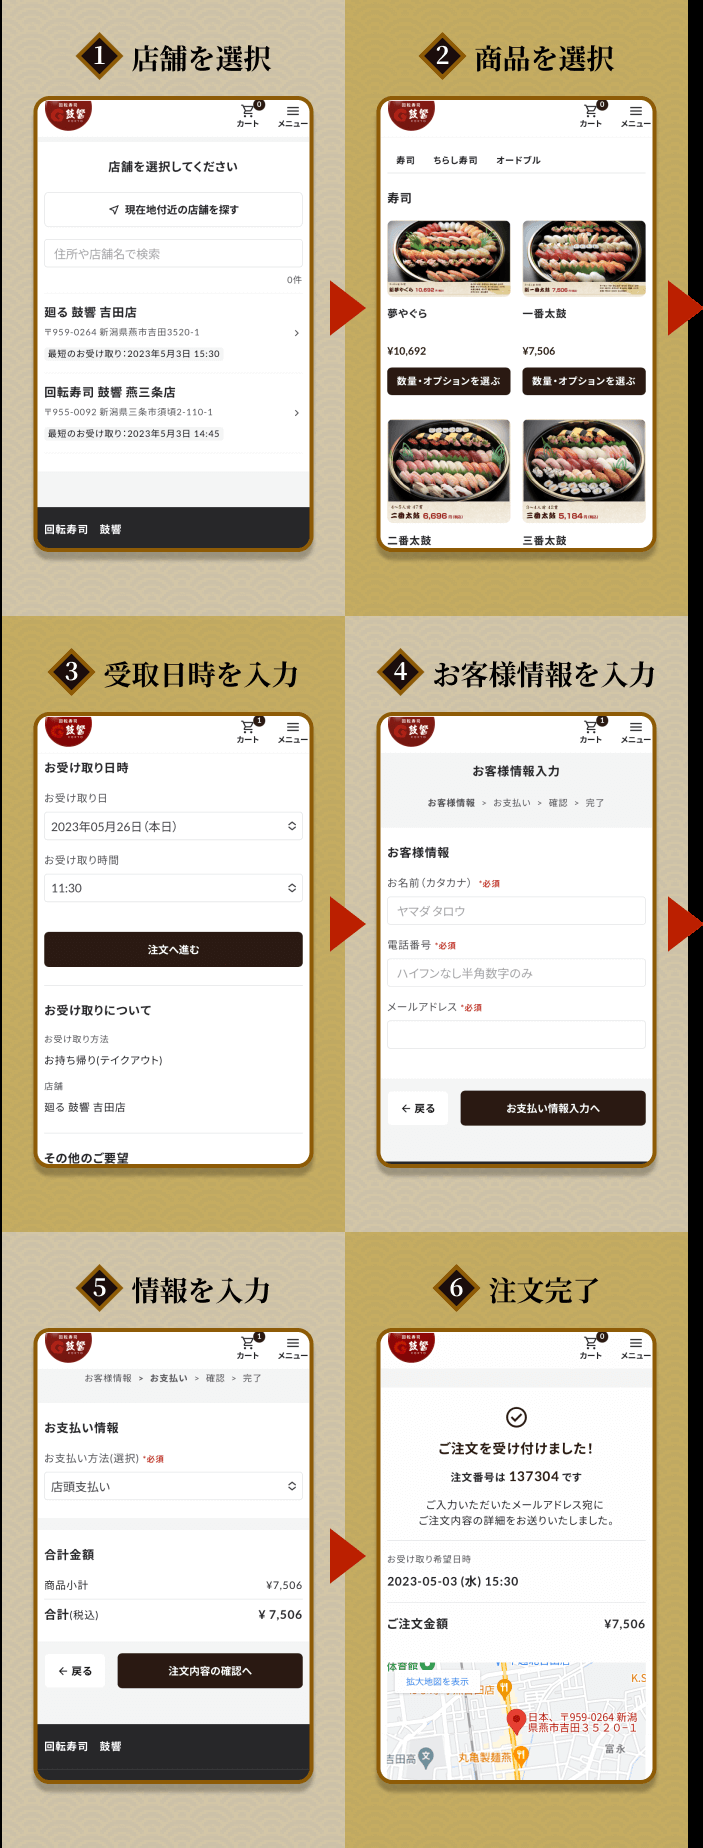 1 店舗を選択
回転寿司
鼓響
0
カート
メニュー
店舗を選択してください
現在地付近の店舗を探す
住所や店舗名で検索
0件
廻る 鼓響 吉田店
〒959-0264 新潟県燕市吉田3520-1
最短のお受け取り:2023年5月3日 15:30
回転寿司 鼓響 燕三条店
〒955-0092 新潟県三条市須頃2-110-1
最短のお受け取り:2023年5月3日 14:45
回転寿司 鼓響
2 商品を選択
回転寿司
鼓響
0
カート
メニュー
寿司 ちらし寿司 オードブル
寿司
夢やぐら 10,692
一番太鼓 7,506
夢やぐら
一番太鼓
¥10,692
¥7,506
数量・オプションを選ぶ
数量・オプションを選ぶ
4〜5人前 47貫
二番太鼓 6,696円(税込)
3〜4人前 42貫
三番太鼓 5,184円(税込)
二番太鼓
三番太鼓
3 受取日時を入力
回転寿司
鼓響
1
カート
メニュー
お受け取り日時
お受け取り日
2023年05月26日(本日)
お受け取り時間
11:30
注文へ進む
お受け取りについて
お受け取り方法
お持ち帰り(テイクアウト)
店舗
廻る 鼓響 吉田店
その他のご要望
4 お客様情報を入力
回転寿司
鼓響
1
カート
メニュー
お客様情報入力
お客様情報 > お支払い > 確認 > 完了
お客様情報
お名前(カタカナ) *必須
ヤマダ タロウ
電話番号 *必須
ハイフンなし半角数字のみ
メールアドレス *必須
← 戻る
お支払い情報入力へ
5 情報を入力
回転寿司
鼓響
1
カート
メニュー
お客様情報 > お支払い > 確認 > 完了
お支払い情報
お支払い方法(選択) *必須
店頭支払い
合計金額
商品小計 ¥7,506
合計(税込) ¥ 7,506
← 戻る
注文内容の確認へ
回転寿司 鼓響
6 注文完了
回転寿司
鼓響
0
カート
メニュー
ご注文を受け付けました!
注文番号は 137304 です
ご入力いただいたメールアドレス宛に
ご注文内容の詳細をお送りいたしました。
お受け取り希望日時
2023-05-03 (水) 15:30
ご注文金額 ¥7,506
体育館
拡大地図を表示
K.S
日本、〒959-0264 新潟
県燕市吉田３５２０−１
富永
吉田高
丸亀製麺燕